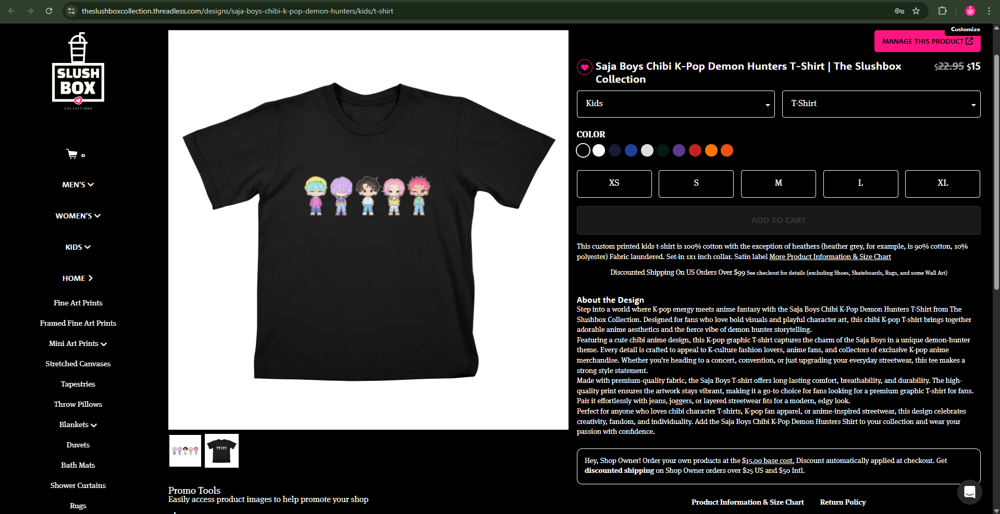 theslushboxcollection.threadless.com/designs/saja-boys-chibi-k-pop-demon-hunters/kids/t-shirt
Customize
MANAGE THIS PRODUCT
SLUSH
BOX
COLLECTIONS
0
MEN'S
WOMEN'S
KIDS
HOME
Fine Art Prints
Framed Fine Art Prints
Mini Art Prints
Stretched Canvases
Tapestries
Throw Pillows
Blankets
Duvets
Bath Mats
Shower Curtains
Rugs
Promo Tools
Easily access product images to help promote your shop
Saja Boys Chibi K-Pop Demon Hunters T-Shirt | The Slushbox
Collection
$22.95 $15
Kids
T-Shirt
COLOR
XS
S
M
L
XL
ADD TO CART
This custom printed kids t-shirt is 100% cotton with the exception of heathers (heather grey, for example, is 90% cotton, 10%
polyester) Fabric laundered. Set-in 1x1 inch collar. Satin label More Product Information & Size Chart
Discounted Shipping On US Orders Over $99 See checkout for details (excluding Shoes, Skateboards, Rugs, and some Wall Art)
About the Design
Step into a world where K-pop energy meets anime fantasy with the Saja Boys Chibi K-Pop Demon Hunters T-Shirt from The
Slushbox Collection. Designed for fans who love bold visuals and playful character art, this chibi K-pop T-shirt brings together
adorable anime aesthetics and the fierce vibe of demon hunter storytelling.
Featuring a cute chibi anime design, this K-pop graphic T-shirt captures the charm of the Saja Boys in a unique demon-hunter
theme. Every detail is crafted to appeal to K-culture fashion lovers, anime fans, and collectors of exclusive K-pop anime
merchandise. Whether you're heading to a concert, convention, or just upgrading your everyday streetwear, this tee makes a
strong style statement.
Made with premium-quality fabric, the Saja Boys T-shirt offers long-lasting comfort, breathability, and durability. The high-
quality print ensures the artwork stays vibrant, making it a go-to choice for fans looking for a premium graphic T-shirt for fans.
Pair it effortlessly with jeans, joggers, or layered streetwear fits for a modern, edgy look.
Perfect for anyone who loves chibi character T-shirts, K-pop fan apparel, or anime-inspired streetwear, this design celebrates
creativity, fandom, and individuality. Add the Saja Boys Chibi K-Pop Demon Hunters Shirt to your collection and wear your
passion with confidence.
Hey, Shop Owner! Order your own products at the $15.00 base cost. Discount automatically applied at checkout. Get
discounted shipping on Shop Owner orders over $25 US and $50 Intl.
Product Information & Size Chart
Return Policy